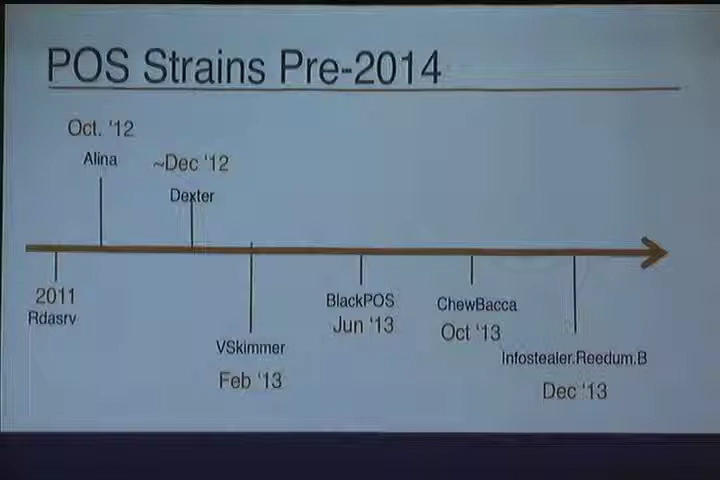 POS Strains Pre-2014
Oct. '12
Alina
~Dec '12
Dexter
2011
Rdasrv
VSkimmer
Feb '13
BlackPOS
Jun '13
ChewBacca
Oct '13
Infostealer.Reedum.B
Dec '13